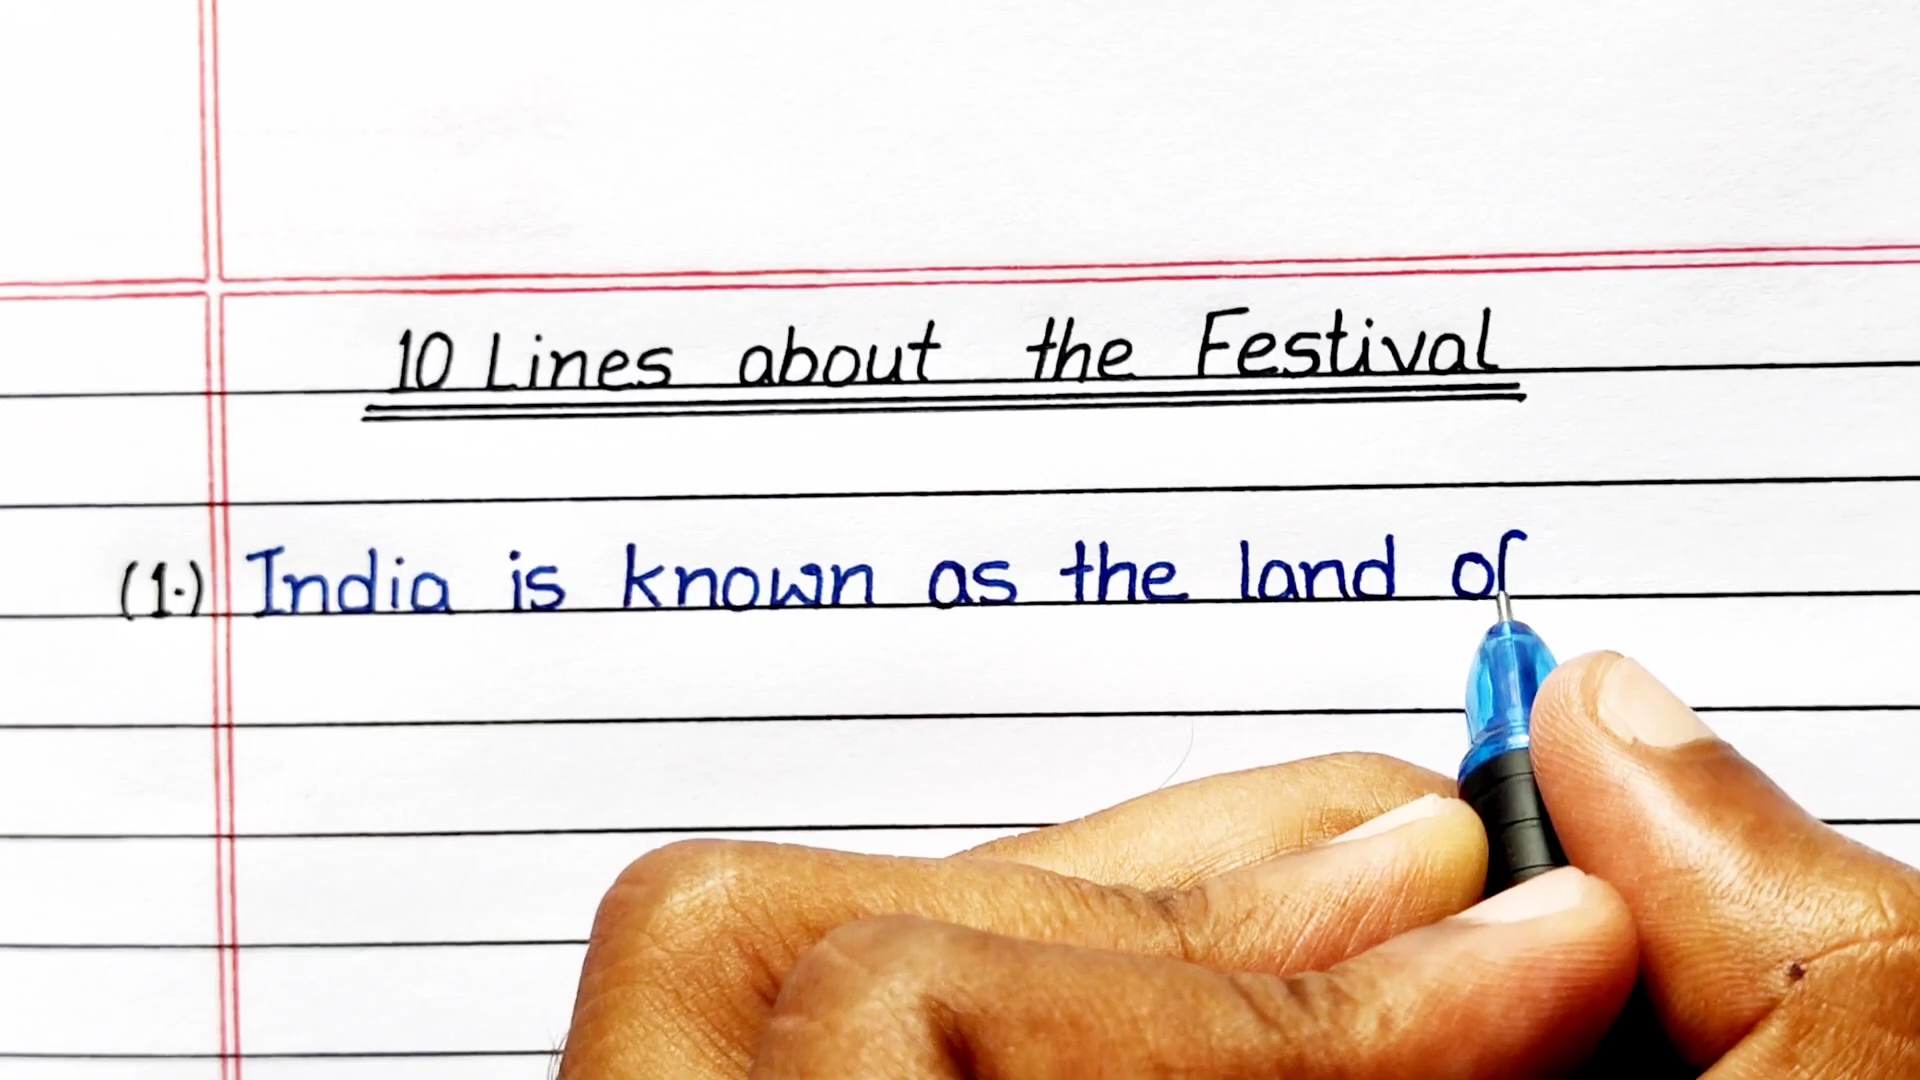 10 Lines about the Festival
(1.) India is known as the land of